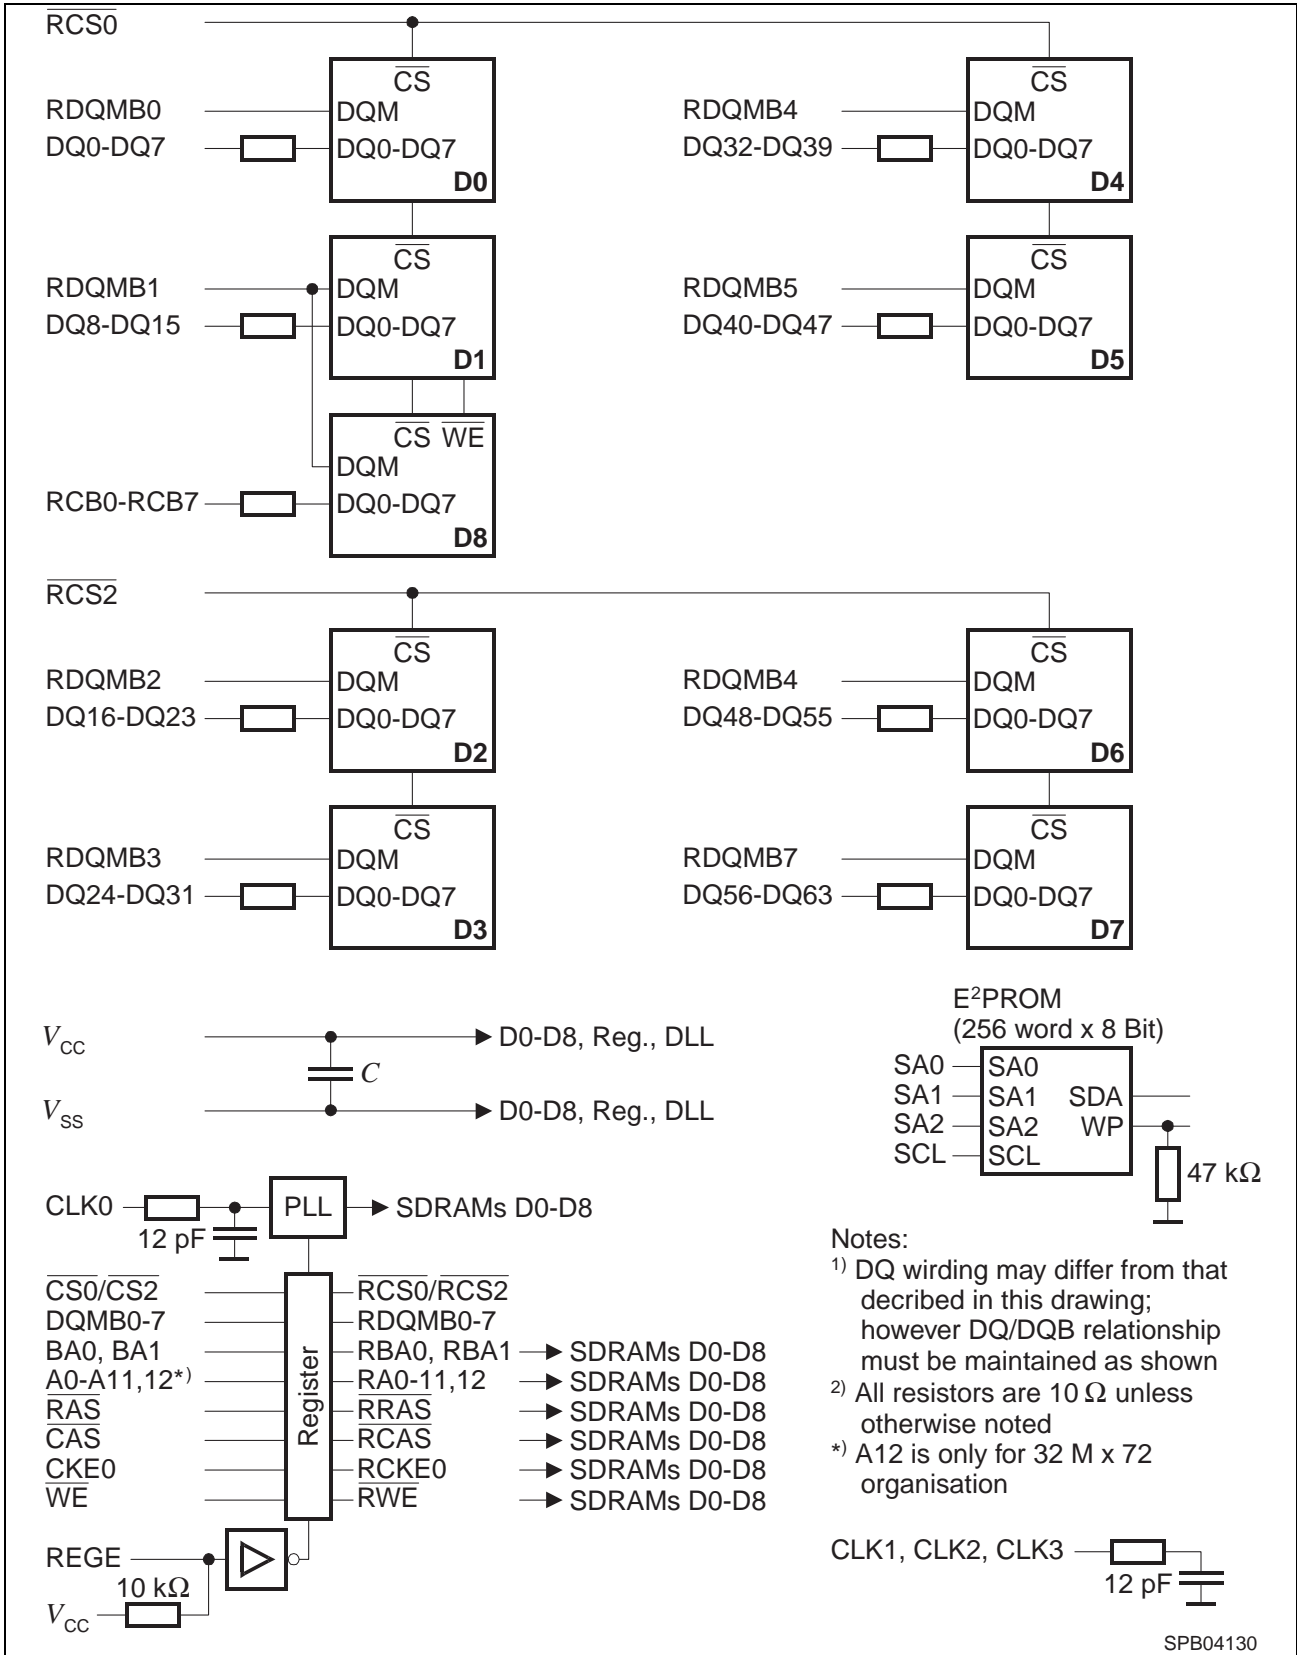 RCS0
CS
CS
RDQMB0
DQM
RDQMB4
DQM
DQ0-DQ7
DQ0-DQ7
DQ32-DQ39
DQ0-DQ7
D0
D4
CS
CS
RDQMB1
DQM
RDQMB5
DQM
DQ8-DQ15
DQ0-DQ7
DQ40-DQ47
DQ0-DQ7
D1
D5
CS WE
DQM
RCB0-RCB7
DQ0-DQ7
D8
RCS2
CS
CS
RDQMB2
DQM
RDQMB4
DQM
DQ16-DQ23
DQ0-DQ7
DQ48-DQ55
DQ0-DQ7
D2
D6
CS
CS
RDQMB3
DQM
RDQMB7
DQM
DQ24-DQ31
DQ0-DQ7
DQ56-DQ63
DQ0-DQ7
D3
D7
VCC
D0-D8, Reg., DLL
C
VSS
D0-D8, Reg., DLL
E²PROM
(256 word x 8 Bit)
SA0
SA0
SA1
SA1
SDA
SA2
SA2
WP
SCL
SCL
47 kΩ
CLK0
PLL
SDRAMs D0-D8
12 pF
CS0/CS2
RCS0/RCS2
DQMB0-7
RDQMB0-7
BA0, BA1
RBA0, RBA1
SDRAMs D0-D8
A0-A11,12*)
RA0-11,12
SDRAMs D0-D8
RAS
RRAS
SDRAMs D0-D8
CAS
RCAS
SDRAMs D0-D8
CKE0
RCKE0
SDRAMs D0-D8
WE
RWE
SDRAMs D0-D8
Register
REGE
10 kΩ
VCC
Notes:
1) DQ wirding may differ from that
decribed in this drawing;
however DQ/DQB relationship
must be maintained as shown
2) All resistors are 10 Ω unless
otherwise noted
*) A12 is only for 32 M x 72
organisation
CLK1, CLK2, CLK3
12 pF
SPB04130